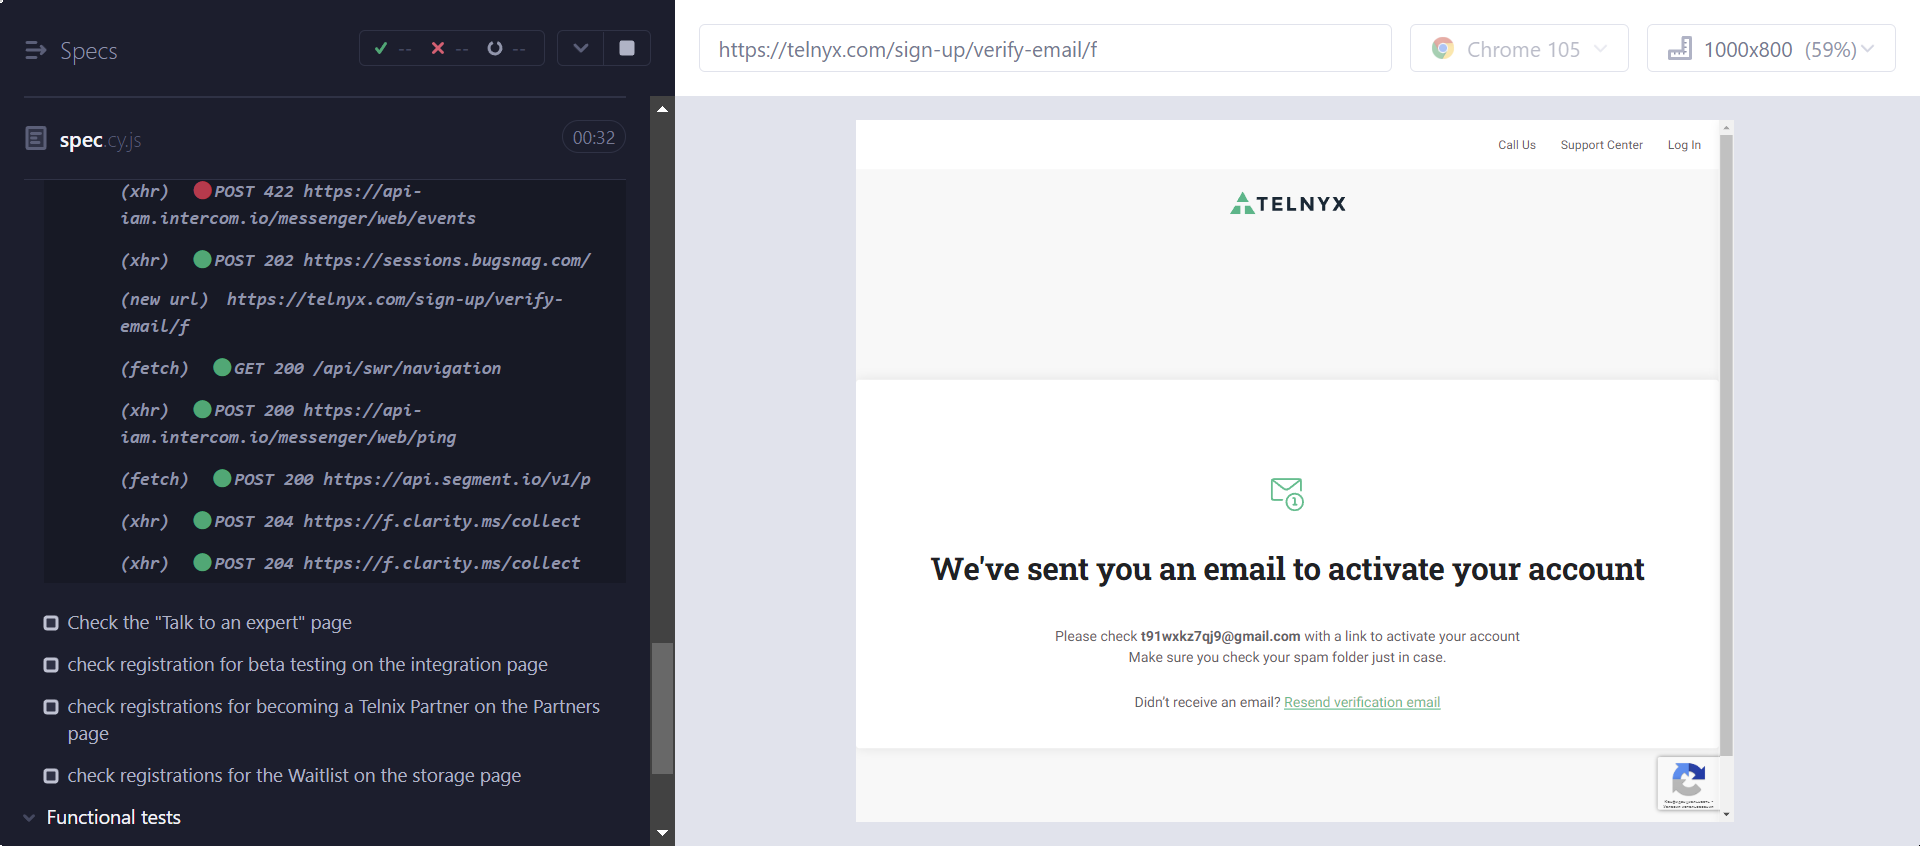 Specs
-- -- --
https://telnyx.com/sign-up/verify-email/f
Chrome 105
1000x800 (59%)
spec.cy.js
00:32
(xhr) POST 422 https://api-
iam.intercom.io/messenger/web/events
(xhr) POST 202 https://sessions.bugsnag.com/
(new url) https://telnyx.com/sign-up/verify-
email/f
(fetch) GET 200 /api/swr/navigation
(xhr) POST 200 https://api-
iam.intercom.io/messenger/web/ping
(fetch) POST 200 https://api.segment.io/v1/p
(xhr) POST 204 https://f.clarity.ms/collect
(xhr) POST 204 https://f.clarity.ms/collect
Check the "Talk to an expert" page
check registration for beta testing on the integration page
check registrations for becoming a Telnix Partner on the Partners
page
check registrations for the Waitlist on the storage page
Functional tests
Call Us Support Center Log In
TELNYX
1
We've sent you an email to activate your account
Please check t91wxkz7qj9@gmail.com with a link to activate your account
Make sure you check your spam folder just in case.
Didn't receive an email? Resend verification email